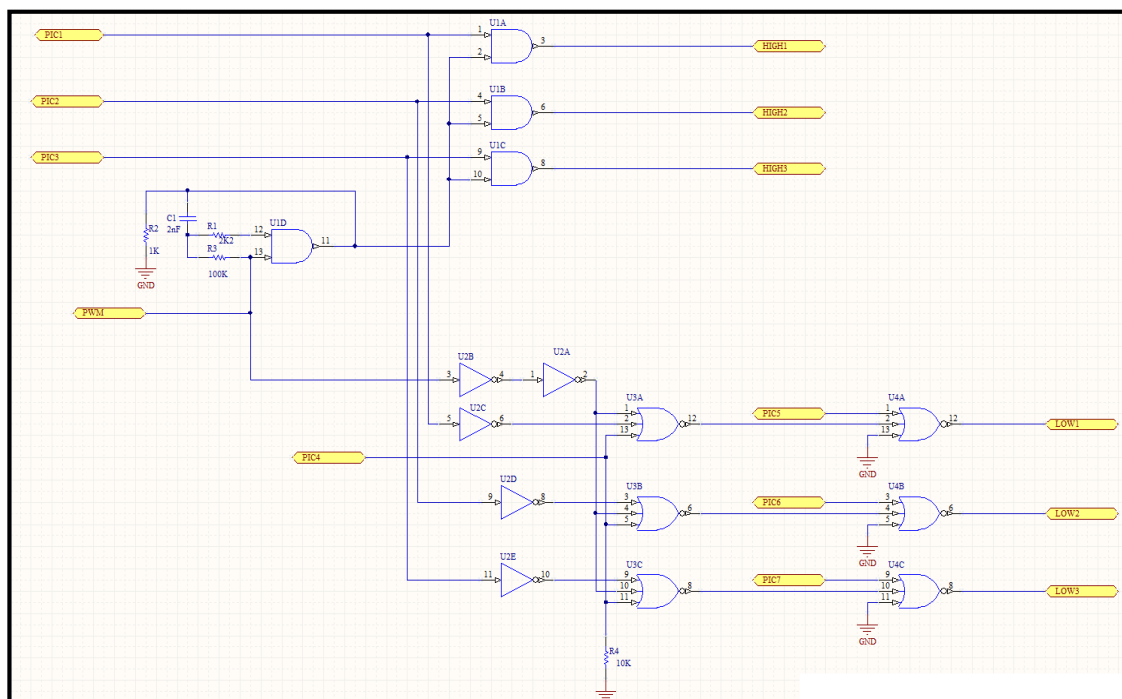 U1A
PIC1 1 3 HIGH1
2
U1B
PIC2 4 6 HIGH2
5
U1C
PIC3 9 8 HIGH3
10
C1 R1 U1D
R2 2nF 2K2 12 11
1K R3 13
100K
GND
PWM
U2B U2A
3 4 1 2
U2C U3A U4A
5 6 1 2 13 12 PIC5 1 2 13 12 LOW1
PIC4 GND
U2D U3B U4B
9 8 3 4 5 6 PIC6 3 4 5 6 LOW2
GND
U2E U3C U4C
11 10 9 10 11 8 PIC7 9 10 11 8 LOW3
GND
R4
10K